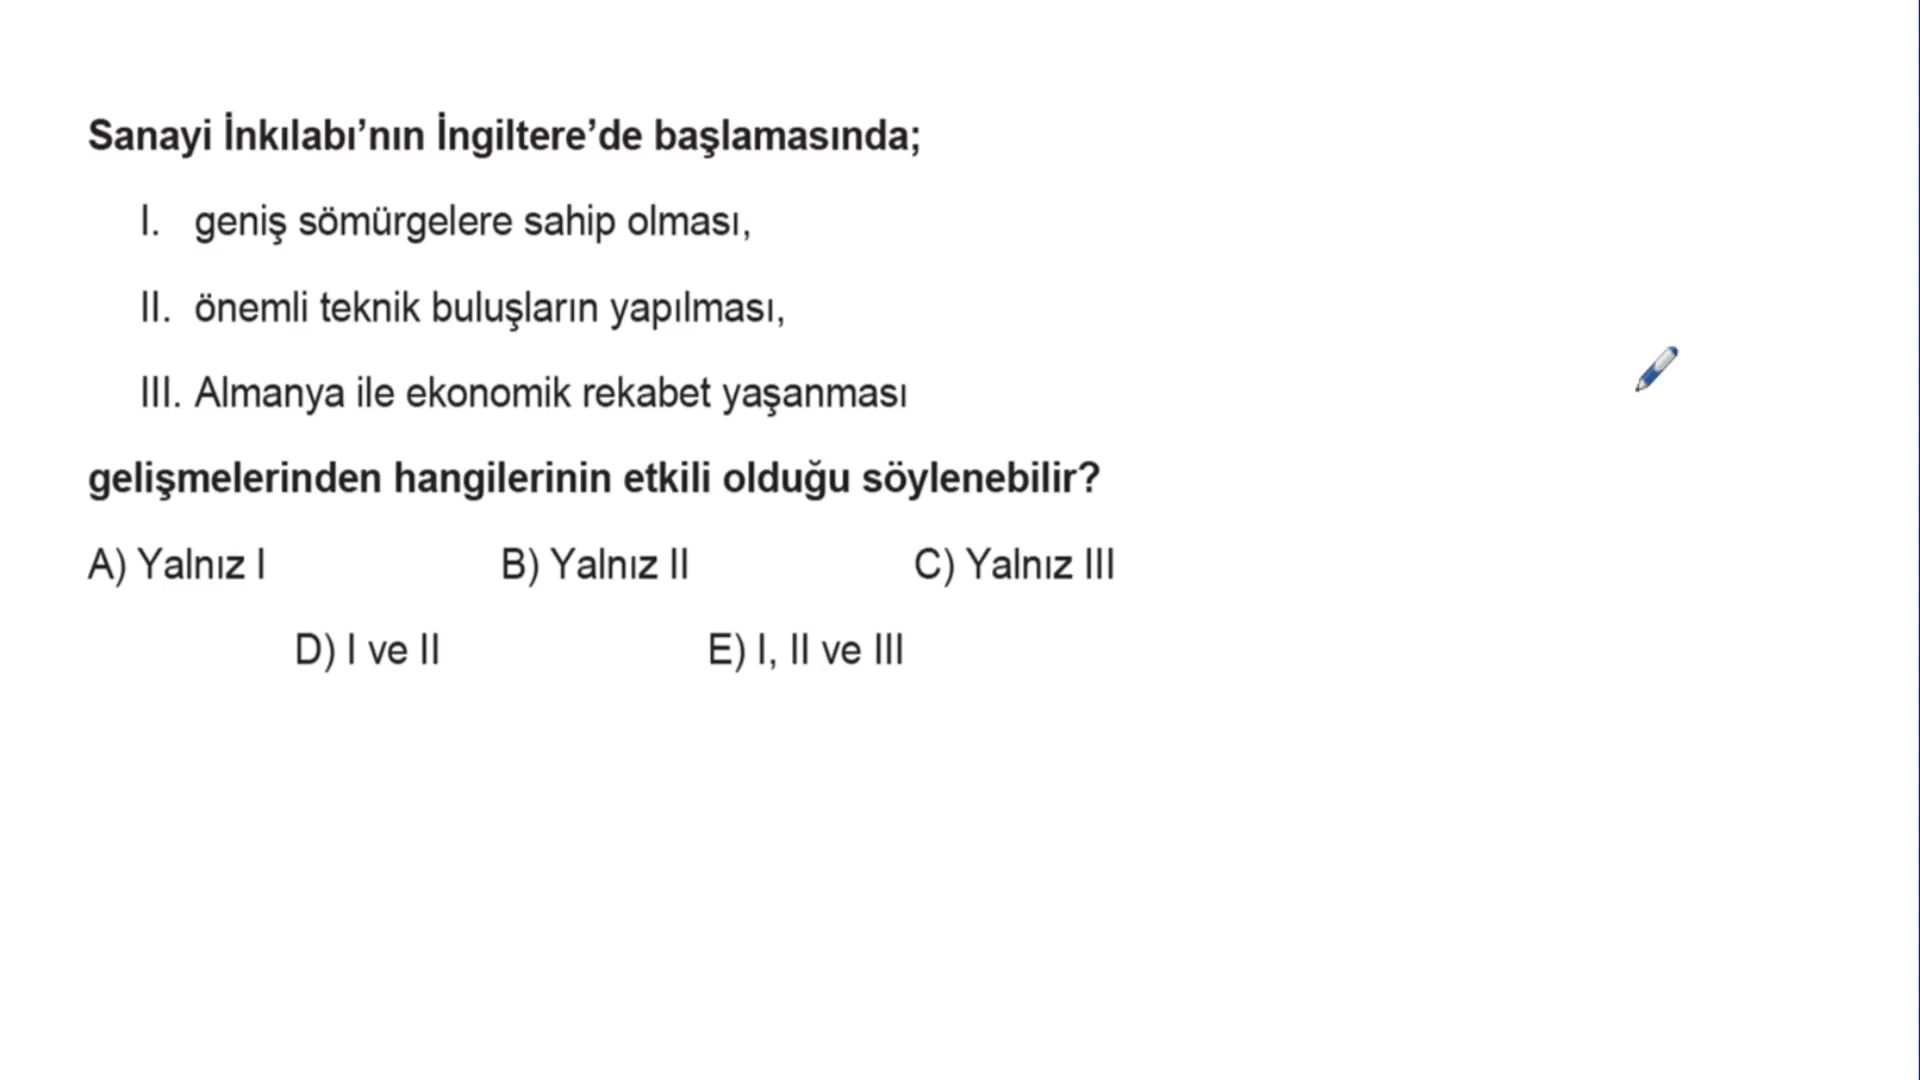 Sanayi İnkılabı’nın İngiltere’de başlamasında;
I. geniş sömürgelere sahip olması,
II. önemli teknik buluşların yapılması,
III. Almanya ile ekonomik rekabet yaşanması
gelişmelerinden hangilerinin etkili olduğu söylenebilir?
A) Yalnız I B) Yalnız II C) Yalnız III
D) I ve II E) I, II ve III